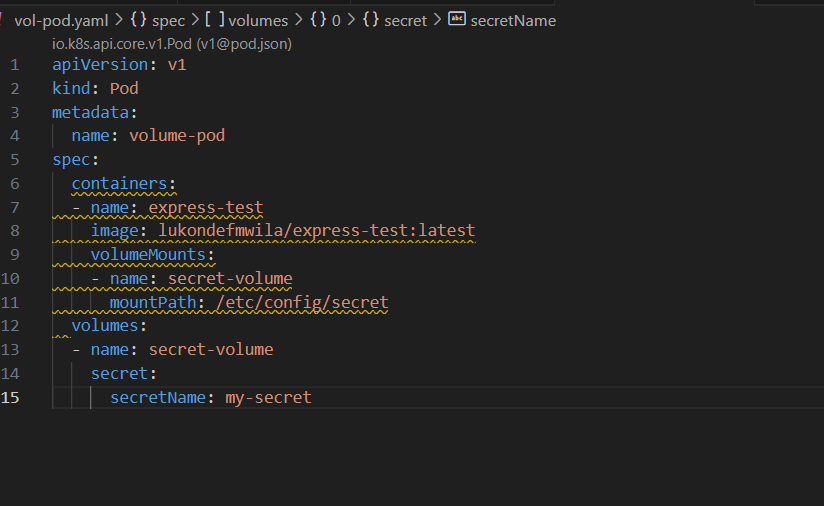 vol-pod.yaml > {} spec > [ ] volumes > {} 0 > {} secret > abc secretName
io.k8s.api.core.v1.Pod (v1@pod.json)
1 apiVersion: v1
2 kind: Pod
3 metadata:
4   name: volume-pod
5 spec:
6   containers:
7   - name: express-test
8     image: lukondefmwila/express-test:latest
9     volumeMounts:
10    - name: secret-volume
11      mountPath: /etc/config/secret
12  volumes:
13  - name: secret-volume
14    secret:
15      secretName: my-secret